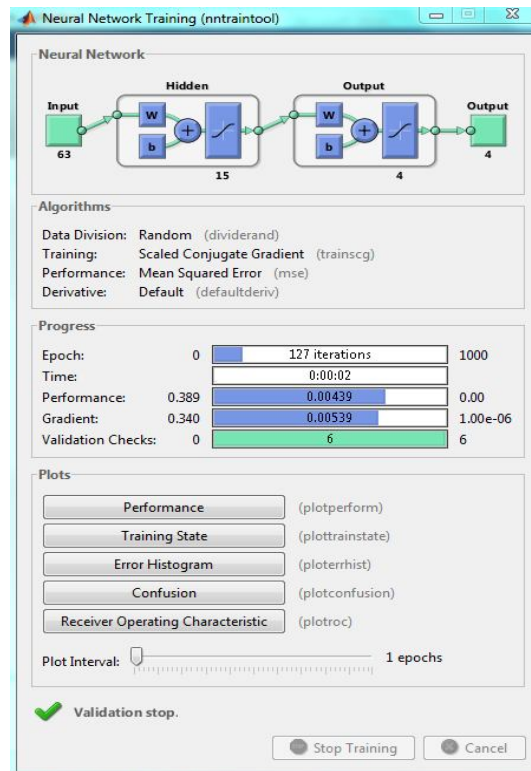 Neural Network Training (nntraintool)
Neural Network
Hidden Output
Input Output
W W
+ +
b b
63 4
15 4
Algorithms
Data Division: Random (dividerand)
Training: Scaled Conjugate Gradient (trainscg)
Performance: Mean Squared Error (mse)
Derivative: Default (defaultderiv)
Progress
Epoch: 0 127 iterations 1000
Time: 0:00:02
Performance: 0.389 0.00439 0.00
Gradient: 0.340 0.00539 1.00e-06
Validation Checks: 0 6 6
Plots
Performance (plotperform)
Training State (plottrainstate)
Error Histogram (ploterrhist)
Confusion (plotconfusion)
Receiver Operating Characteristic (plotroc)
Plot Interval: 1 epochs
Validation stop.
Stop Training Cancel